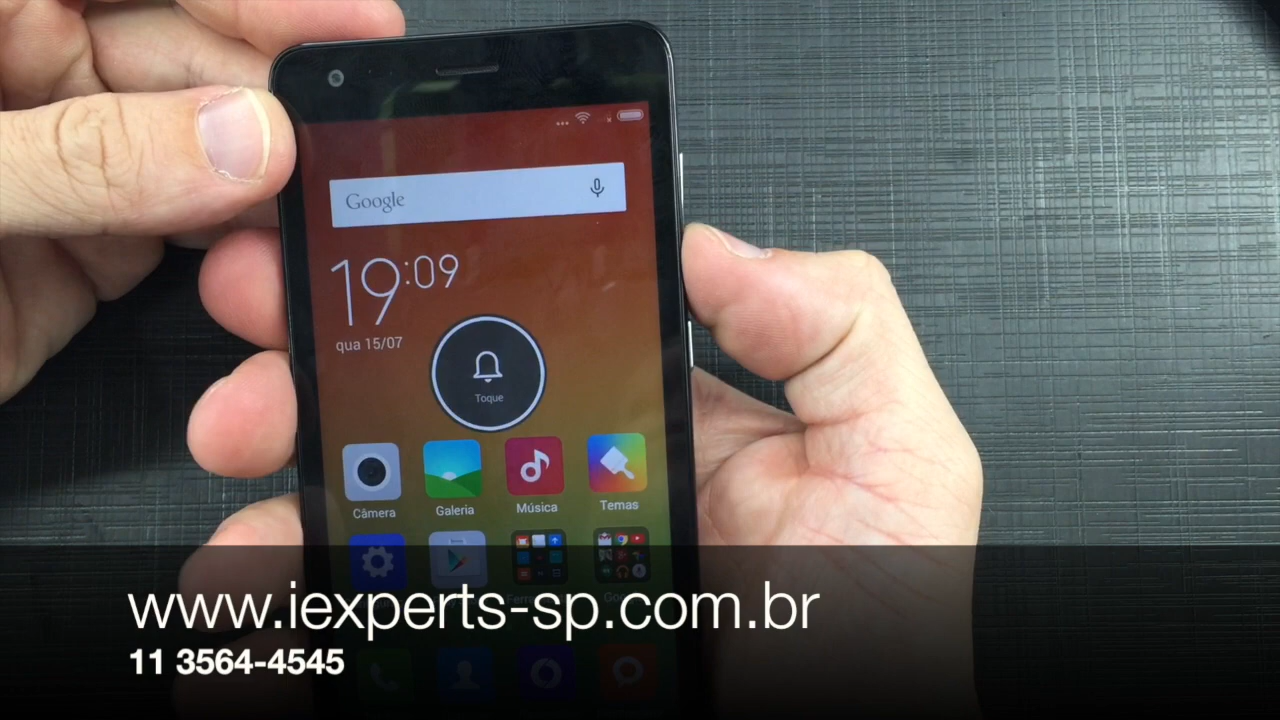 Google
19:09
qua 15/07
Toque
Câmera Galeria Música Temas
www.iexperts-sp.com.br
11 3564-4545